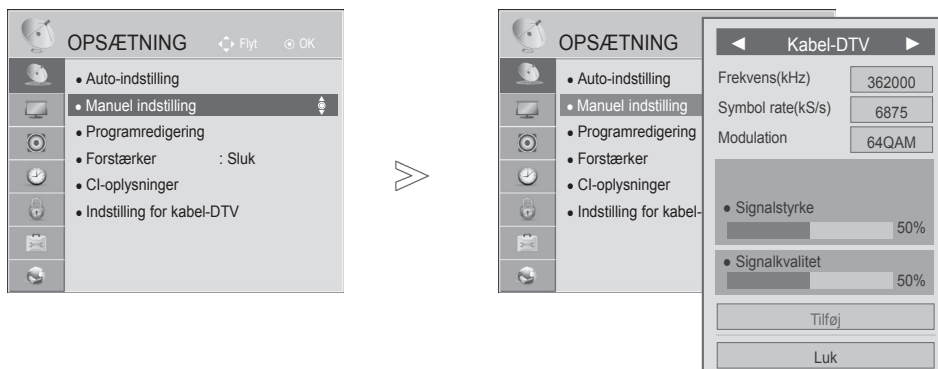 OPSÆTNING Flyt OK
• Auto-indstilling
• Manuel indstilling
• Programredigering
• Forstærker : Sluk
• CI-oplysninger
• Indstilling for kabel-DTV
OPSÆTNING
• Auto-indstilling
• Manuel indstilling
• Programredigering
• Forstærker
• CI-oplysninger
• Indstilling for kabel-
◄ Kabel-DTV ►
Frekvens(kHz) 362000
Symbol rate(kS/s) 6875
Modulation 64QAM
• Signalstyrke
50%
• Signalkvalitet
50%
Tilføj
Luk